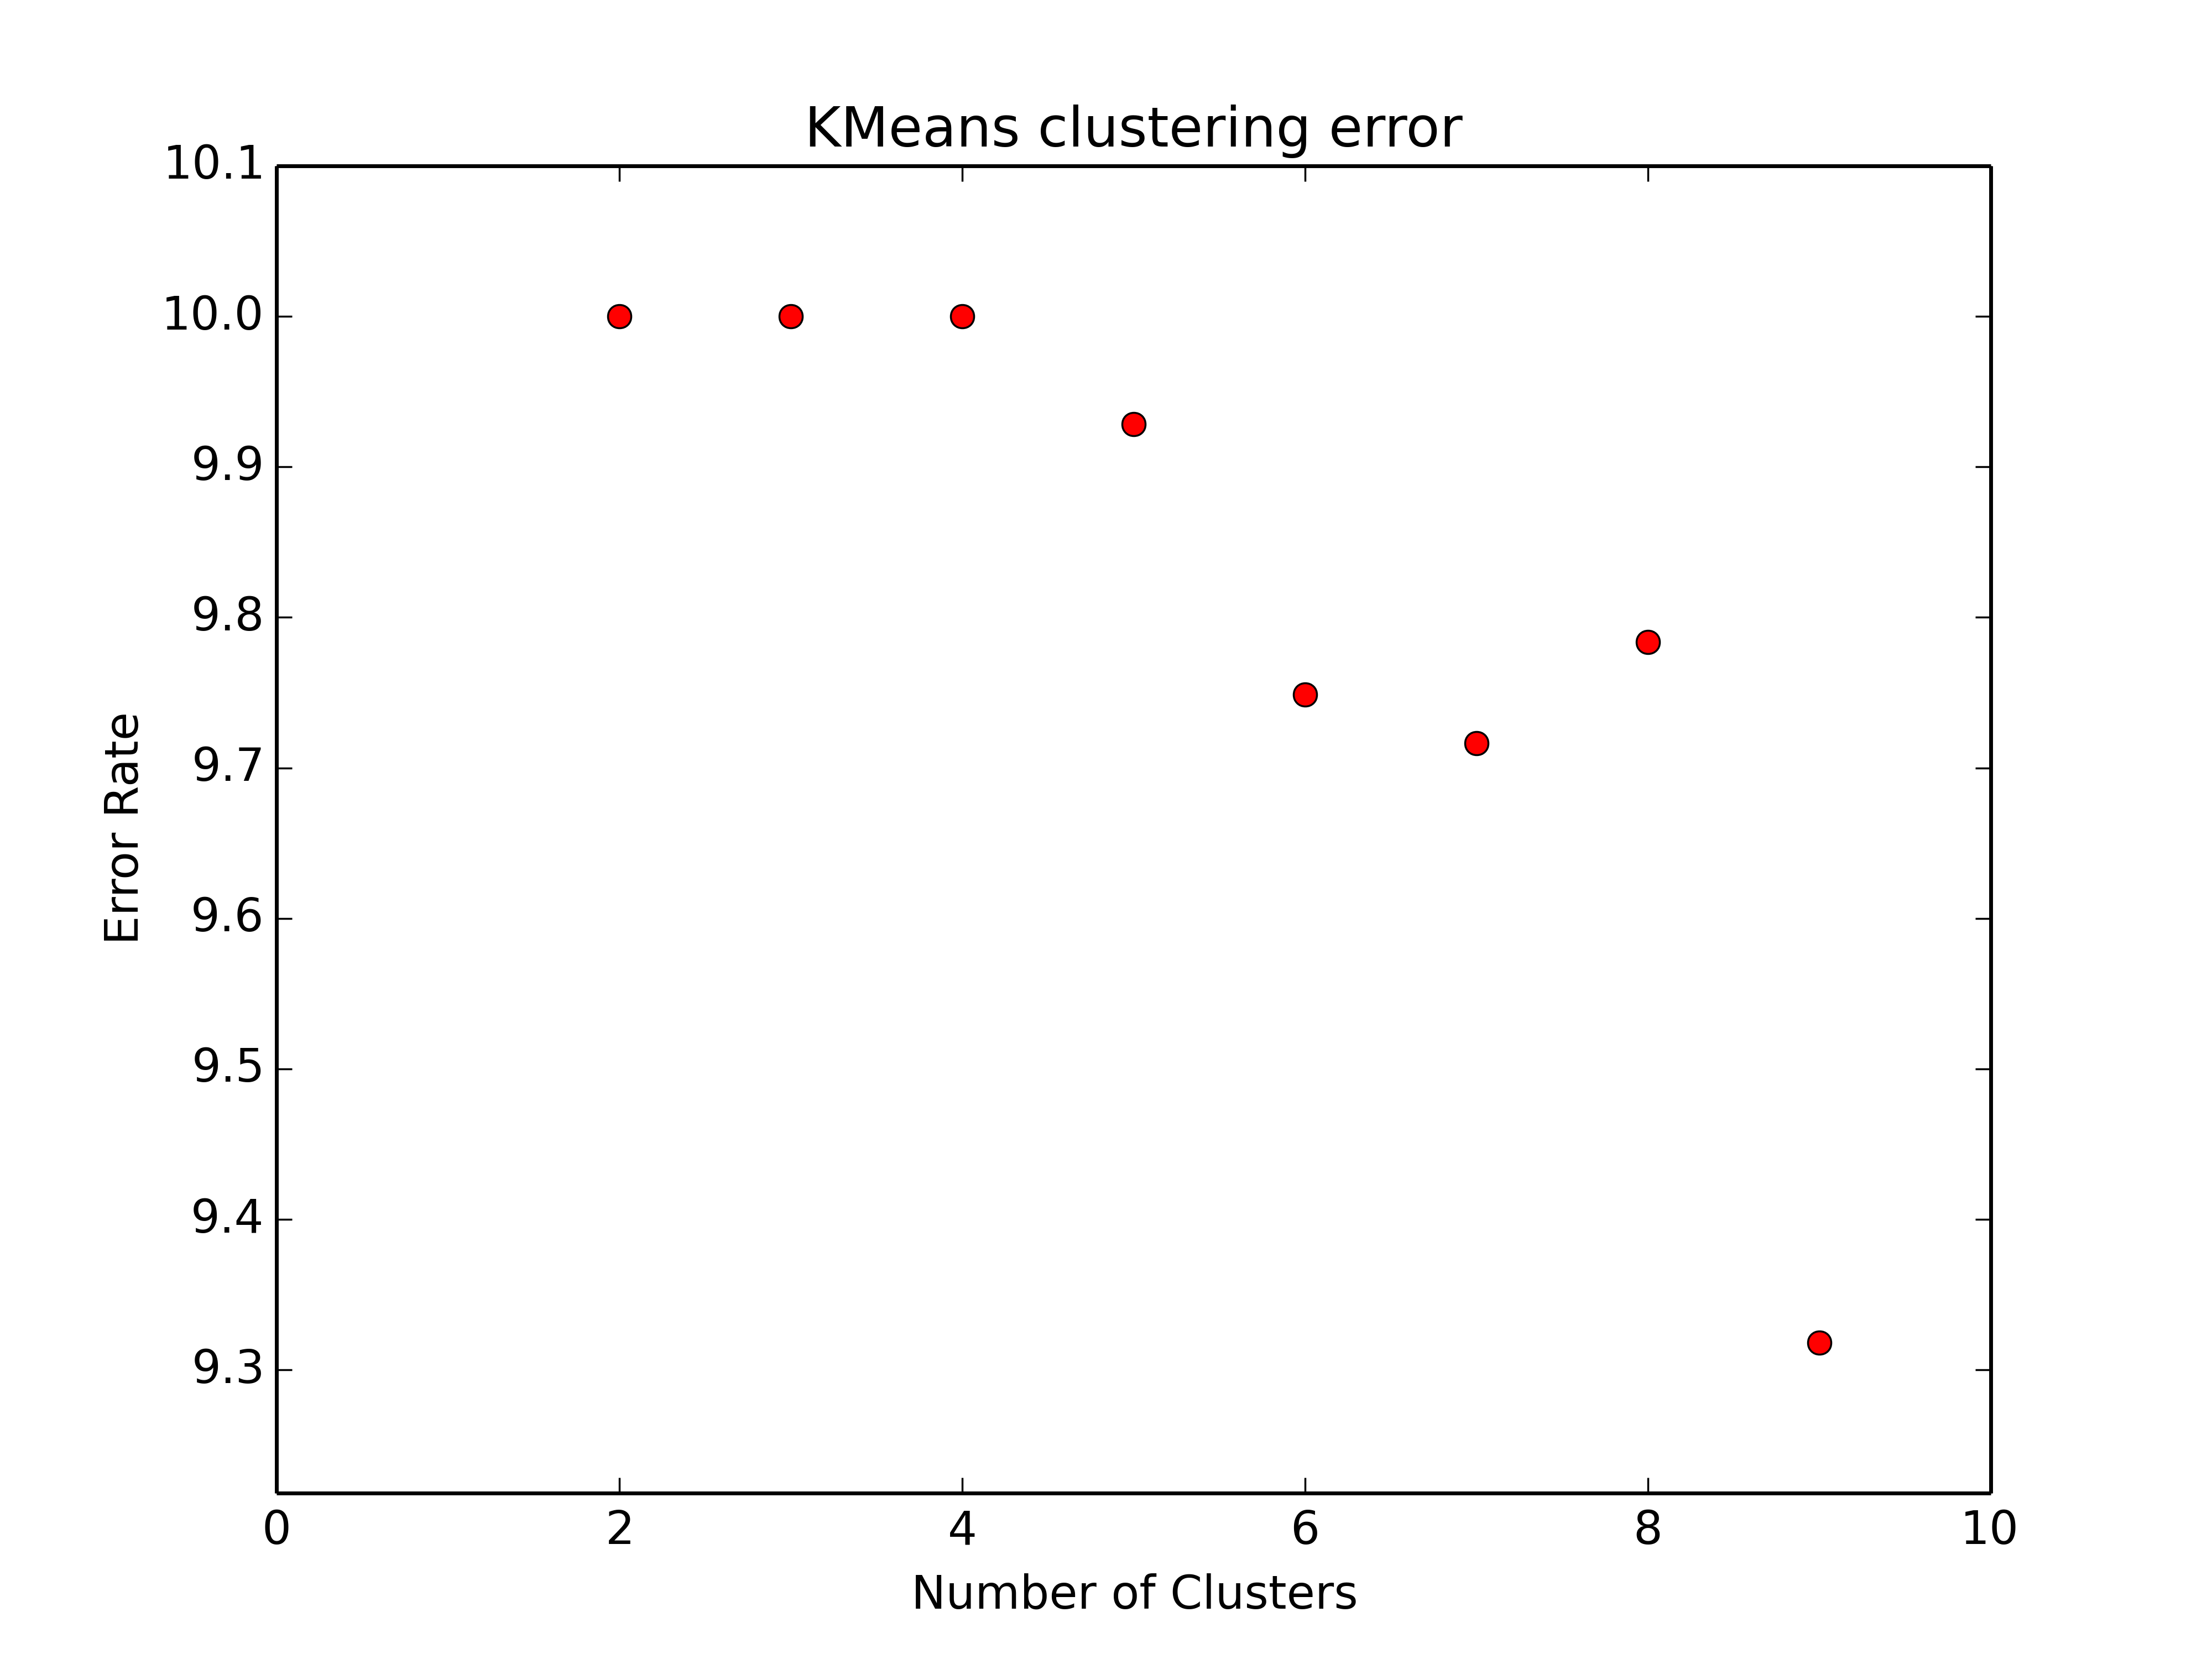 KMeans clustering error
10.1
10.0
9.9
9.8
9.7
9.6
9.5
9.4
9.3
Error Rate
0 2 4 6 8 10
Number of Clusters